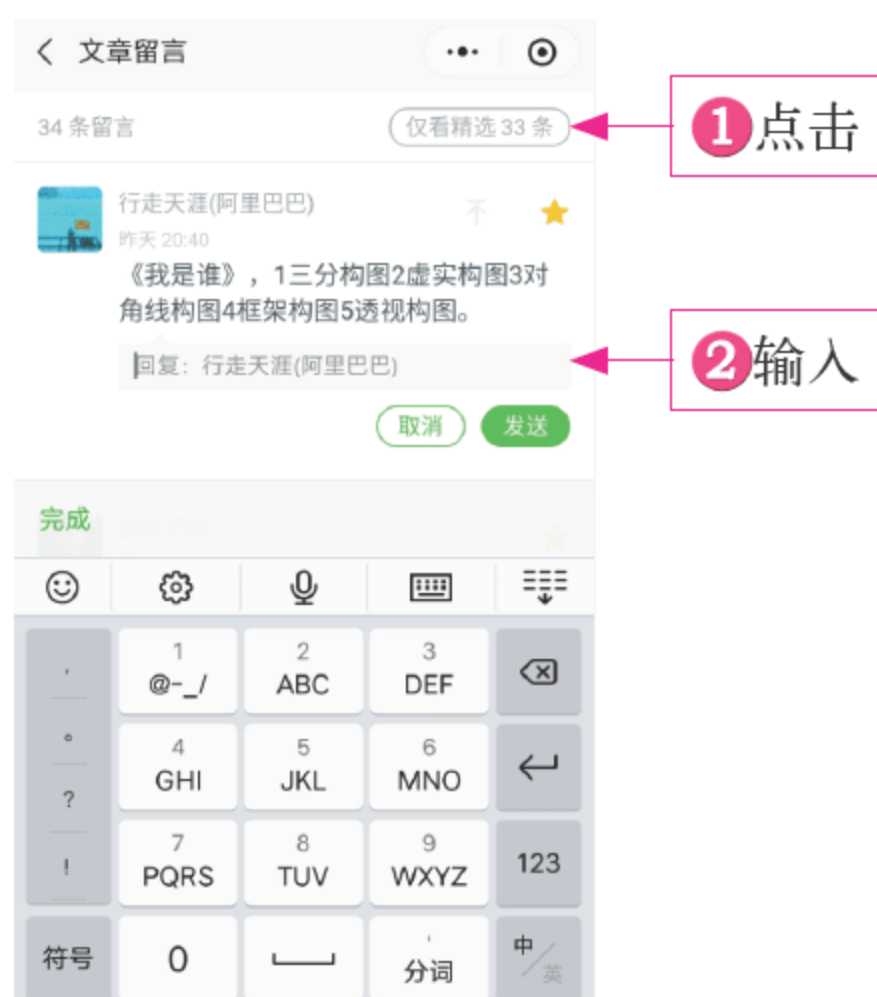 文章留言
34 条留言
仅看精选 33 条
❶点击
行走天涯(阿里巴巴)
昨天 20:40
《我是谁》，1三分构图2虚实构图3对
角线构图4框架构图5透视构图。
回复：行走天涯(阿里巴巴)
❷输入
取消
发送
完成
,
1
@-_/
2
ABC
3
DEF
。
4
GHI
5
JKL
6
MNO
?
7
PQRS
8
TUV
9
WXYZ
123
!
符号
0
'
分词
中/英